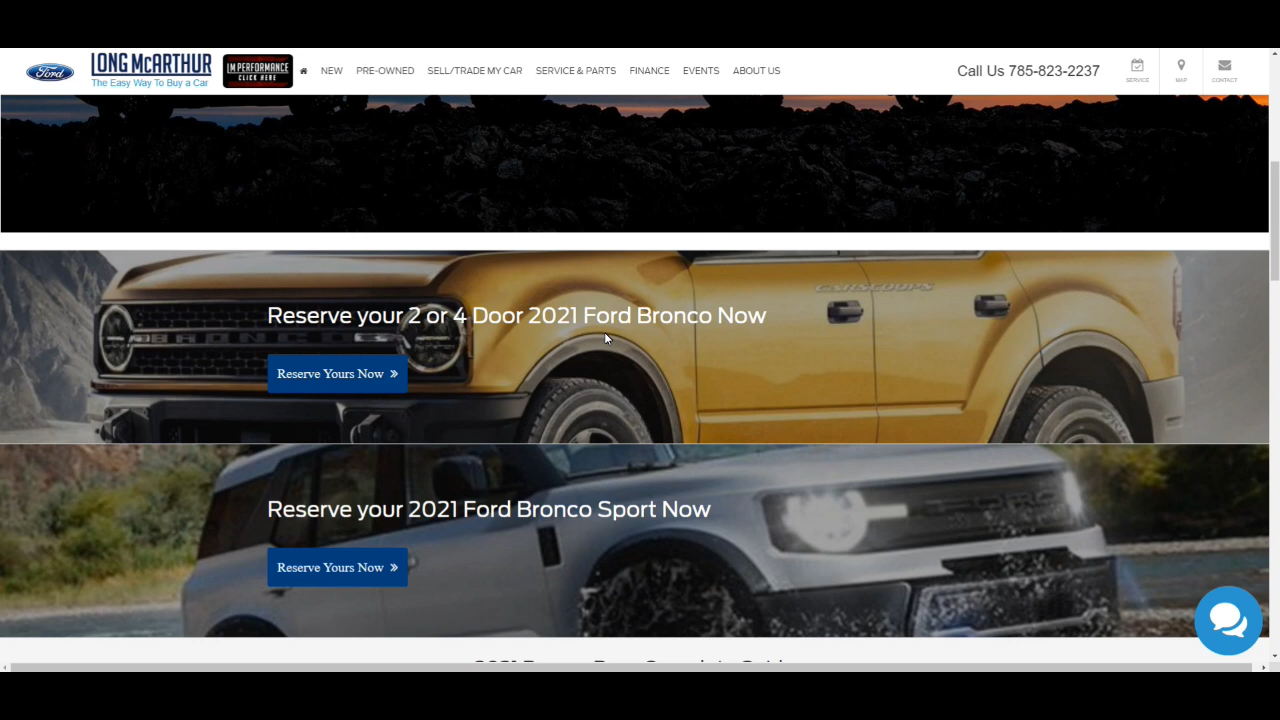 Ford
LONG McARTHUR
The Easy Way To Buy a Car
LM PERFORMANCE
CLICK HERE
NEW
PRE-OWNED
SELL/TRADE MY CAR
SERVICE & PARTS
FINANCE
EVENTS
ABOUT US
Call Us 785-823-2237
SERVICE
MAP
CONTACT
CARSCOOPS
Reserve your 2 or 4 Door 2021 Ford Bronco Now
BRONCO
Reserve Yours Now »
Reserve your 2021 Ford Bronco Sport Now
Reserve Yours Now »